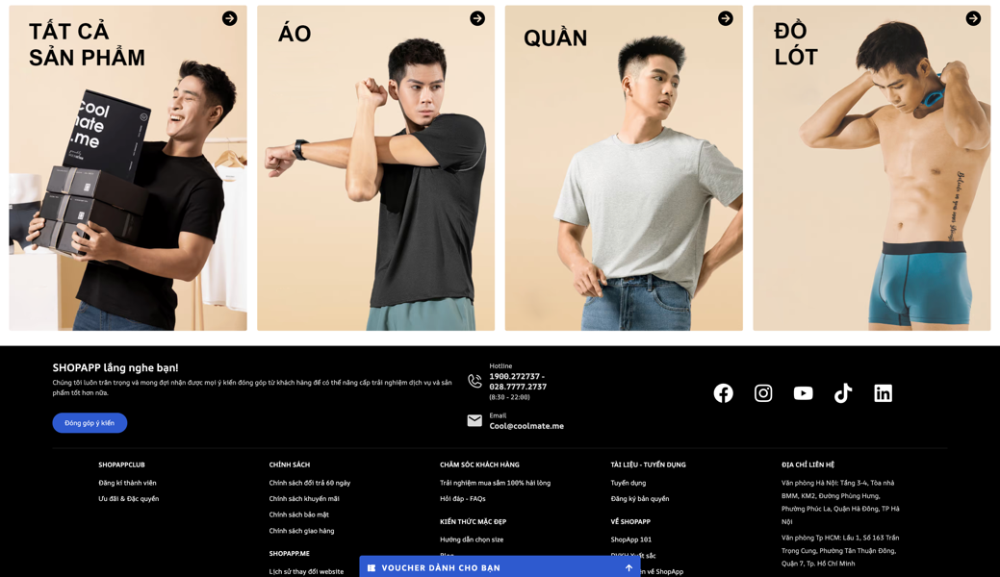 TẤT CẢ
SẢN PHẨM
ÁO
QUẦN
ĐỒ
LÓT
cool
mate
.me
SHOPAPP lắng nghe bạn!
Chúng tôi luôn trân trọng và mong đợi nhận được mọi ý kiến đóng góp từ khách hàng để có thể nâng cấp trải nghiệm dịch vụ và sản
phẩm tốt hơn nữa.
Đóng góp ý kiến
Hotline
1900.272737 -
028.7777.2737
(8:30 - 22:00)
Email
Cool@coolmate.me
SHOPAPPCLUB
Đăng kí thành viên
Ưu đãi & Đặc quyền
CHÍNH SÁCH
Chính sách đổi trả 60 ngày
Chính sách khuyến mãi
Chính sách bảo mật
Chính sách giao hàng
SHOPAPP.ME
Lịch sử thay đổi website
CHĂM SÓC KHÁCH HÀNG
Trải nghiệm mua sắm 100% hài lòng
Hỏi đáp - FAQs
KIẾN THỨC MẶC ĐẸP
Hướng dẫn chọn size
Blog
TÀI LIỆU - TUYỂN DỤNG
Tuyển dụng
Đăng ký bản quyền
VỀ SHOPAPP
ShopApp 101
DVKH Xuất sắc
về ShopApp
ĐỊA CHỈ LIÊN HỆ
Văn phòng Hà Nội: Tầng 3-4, Tòa nhà
BMM, KM2, Đường Phùng Hưng,
Phường Phúc La, Quận Hà Đông, TP Hà
Nội
Văn phòng Tp HCM: Lầu 1, Số 163 Trần
Trọng Cung, Phường Tân Thuận Đông,
Quận 7, Tp. Hồ Chí Minh
VOUCHER DÀNH CHO BẠN